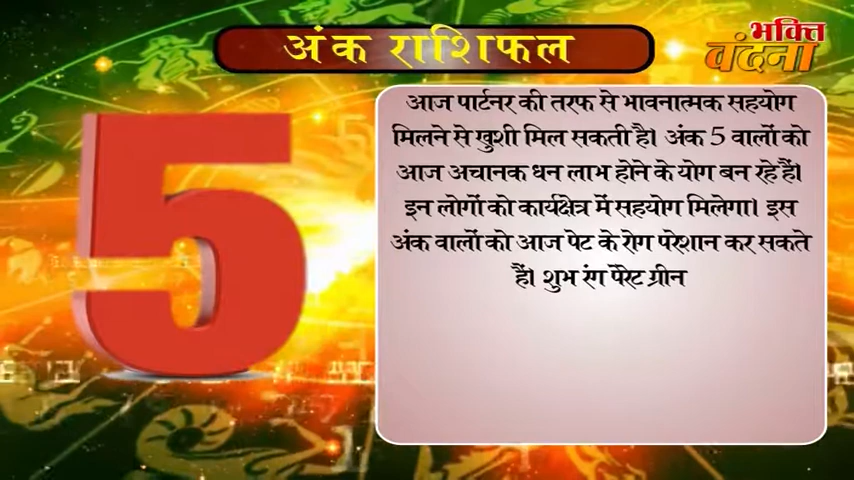 अंक राशिफल
भक्ति
वंदना
5
आज पार्टनर की तरफ से भावनात्मक सहयोग
मिलने से खुशी मिल सकती है। अंक 5 वालों को
आज अचानक धन लाभ होने के योग बन रहे हैं।
इन लोगों को कार्यक्षेत्र में सहयोग मिलेगा। इस
अंक वालों को आज पेट के रोग परेशान कर सकते
हैं। शुभ रंग पेरेट ग्रीन